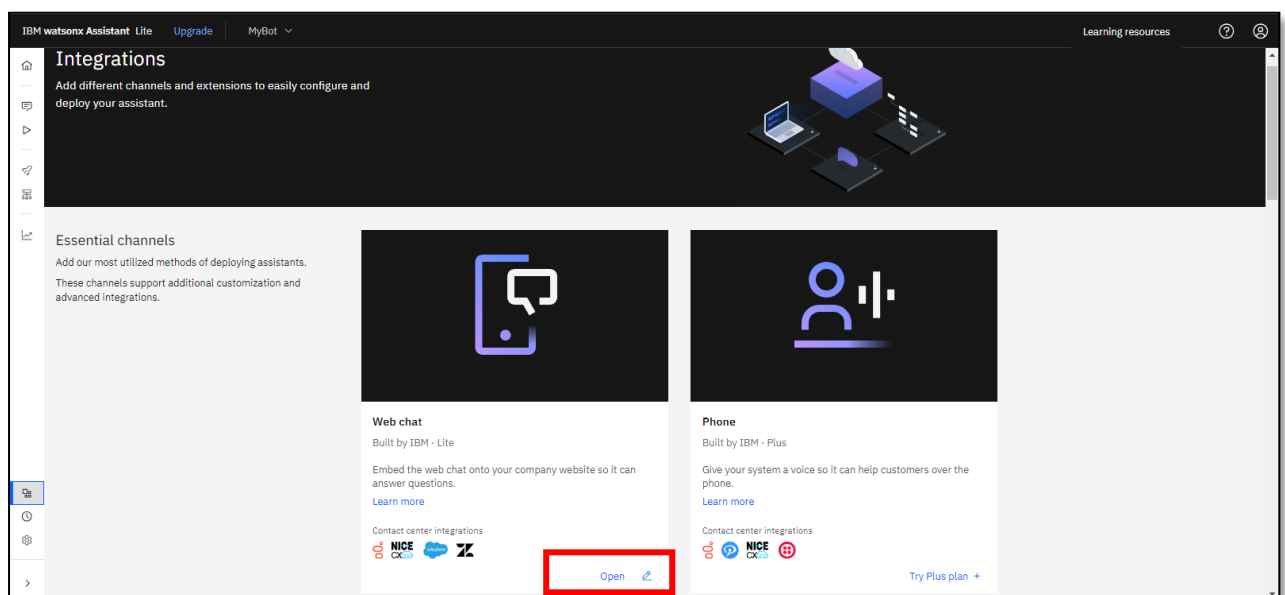 IBM watsonx Assistant Lite Upgrade MyBot Learning resources
Integrations
Add different channels and extensions to easily configure and
deploy your assistant.
Essential channels
Add our most utilized methods of deploying assistants.
These channels support additional customization and
advanced integrations.
Web chat
Built by IBM · Lite
Embed the web chat onto your company website so it can
answer questions.
Learn more
Contact center integrations
NICE
CXone
salesforce
Open
Phone
Built by IBM · Plus
Give your system a voice so it can help customers over the
phone.
Learn more
Contact center integrations
NICE
CXone
Try Plus plan +